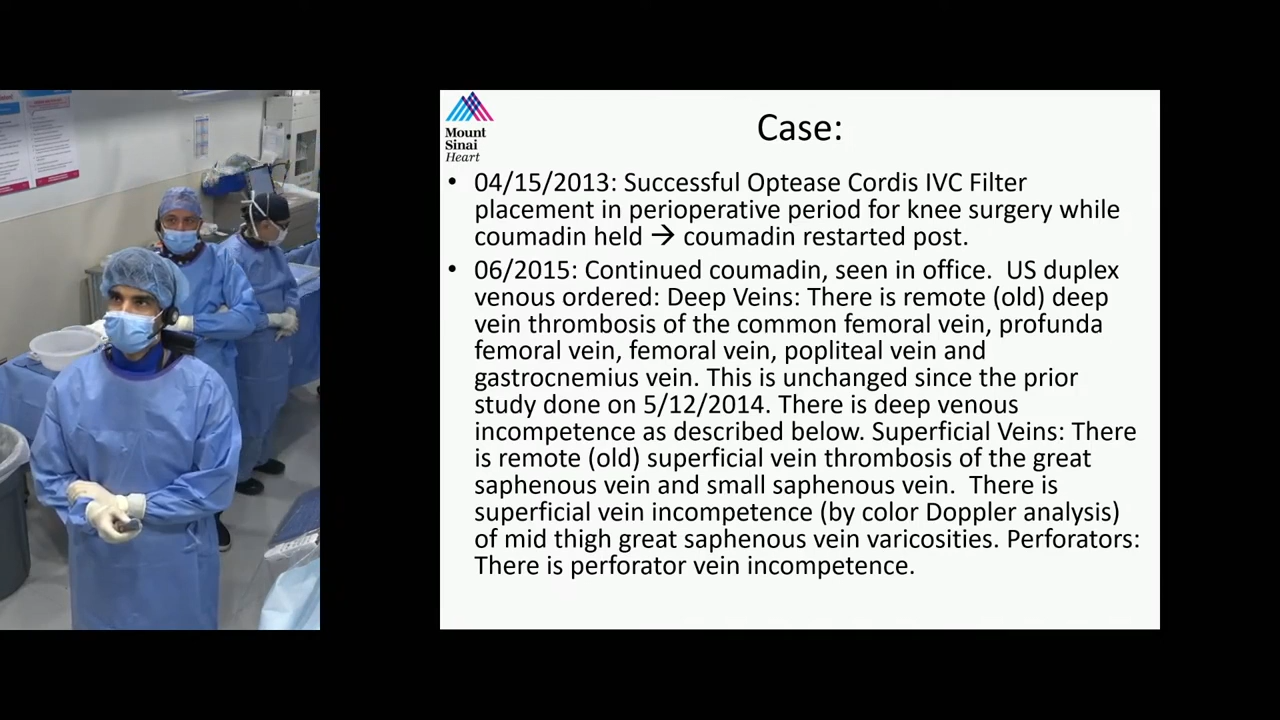 Mount
Sinai
Heart
Case:
• 04/15/2013: Successful Optease Cordis IVC Filter
placement in perioperative period for knee surgery while
coumadin held → coumadin restarted post.
• 06/2015: Continued coumadin, seen in office.  US duplex
venous ordered: Deep Veins: There is remote (old) deep
vein thrombosis of the common femoral vein, profunda
femoral vein, femoral vein, popliteal vein and
gastrocnemius vein. This is unchanged since the prior
study done on 5/12/2014. There is deep venous
incompetence as described below. Superficial Veins: There
is remote (old) superficial vein thrombosis of the great
saphenous vein and small saphenous vein.  There is
superficial vein incompetence (by color Doppler analysis)
of mid thigh great saphenous vein varicosities. Perforators:
There is perforator vein incompetence.